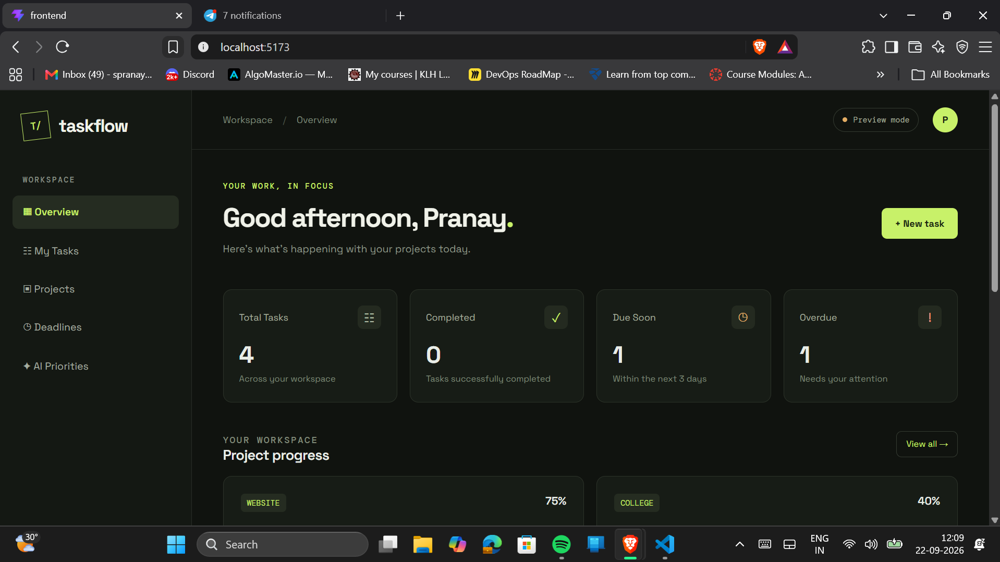 frontend
7 notifications
localhost:5173
Inbox (49) - spranay...
2k+
Discord
AlgoMaster.io — M...
My courses | KLH L...
DevOps RoadMap -...
Learn from top com...
Course Modules: A...
All Bookmarks
T/
taskflow
Workspace / Overview
Preview mode
P
WORKSPACE
Overview
My Tasks
Projects
Deadlines
AI Priorities
YOUR WORK, IN FOCUS
Good afternoon, Pranay.
Here's what's happening with your projects today.
+ New task
Total Tasks
4
Across your workspace
Completed
✓
0
Tasks successfully completed
Due Soon
1
Within the next 3 days
Overdue
!
1
Needs your attention
YOUR WORKSPACE
Project progress
View all →
WEBSITE
75%
COLLEGE
40%
30°
Search
ENG
IN
12:09
22-09-2026